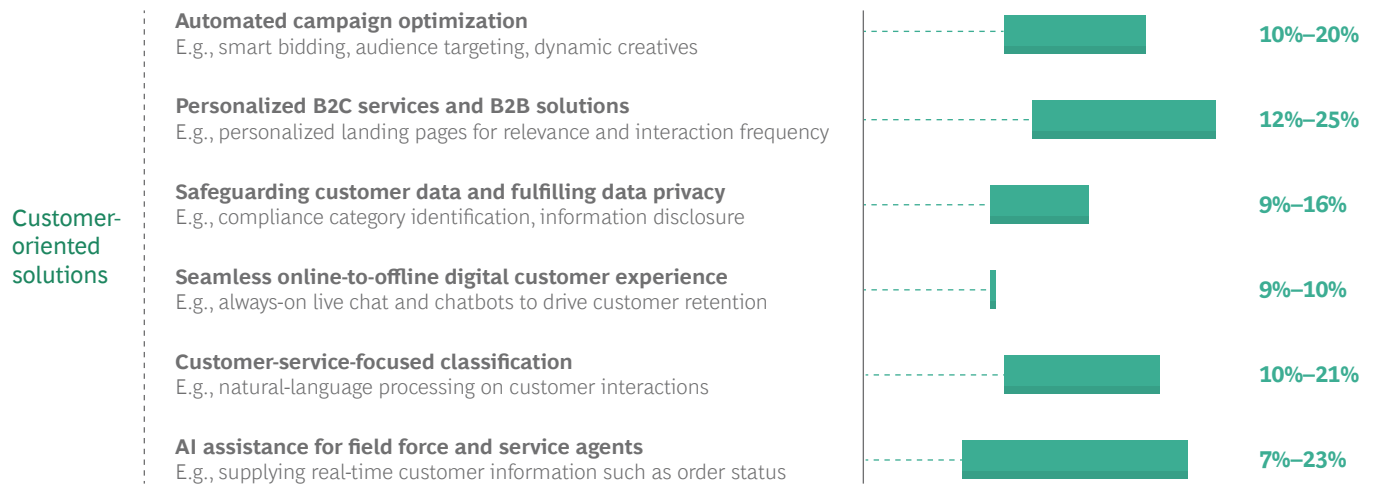 Automated campaign optimization
E.g., smart bidding, audience targeting, dynamic creatives
10%–20%
Personalized B2C services and B2B solutions
E.g., personalized landing pages for relevance and interaction frequency
12%–25%
Customer-
oriented
solutions
Safeguarding customer data and fulfilling data privacy
E.g., compliance category identification, information disclosure
9%–16%
Seamless online-to-offline digital customer experience
E.g., always-on live chat and chatbots to drive customer retention
9%–10%
Customer-service-focused classification
E.g., natural-language processing on customer interactions
10%–21%
AI assistance for field force and service agents
E.g., supplying real-time customer information such as order status
7%–23%